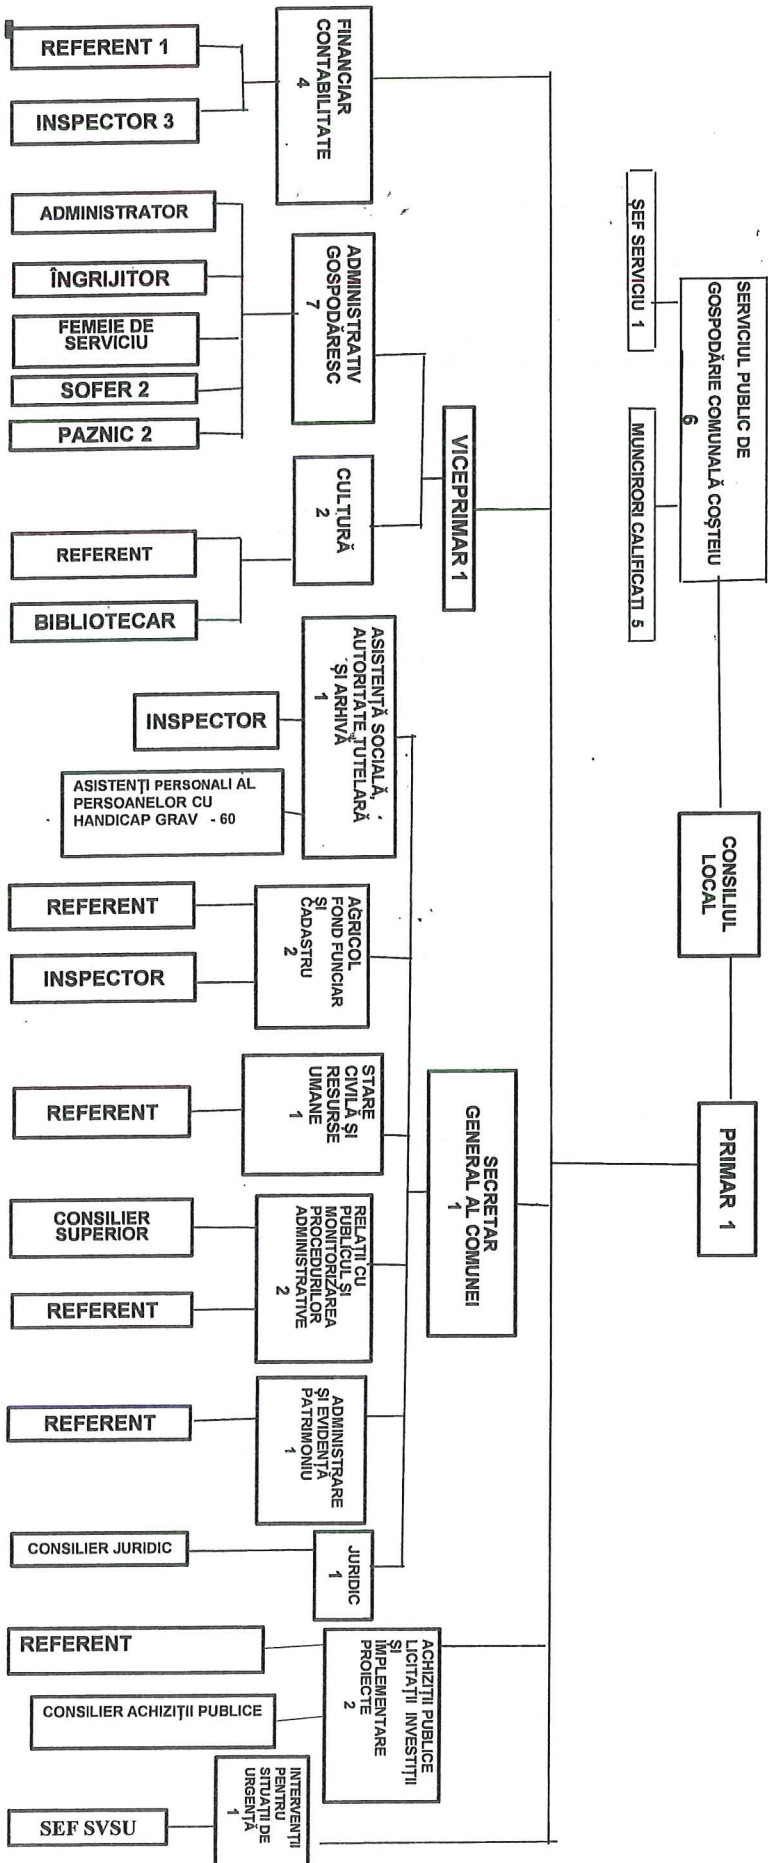 CONSILIUL
LOCAL
PRIMAR 1
SERVICIUL PUBLIC DE
GOSPODĂRIE COMUNALĂ COȘTEIU
6
ȘEF SERVICIU 1
MUNCIRORI CALIFICATI 5
VICEPRIMAR 1
SECRETAR
GENERAL AL COMUNEI
1
FINANCIAR
CONTABILITATE
4
REFERENT 1
INSPECTOR 3
ADMINISTRATIV
GOSPODĂRESC
7
ADMINISTRATOR
ÎNGRIJITOR
FEMEIE DE
SERVICIU
SOFER 2
PAZNIC 2
CULTURĂ
2
REFERENT
BIBLIOTECAR
ASISTENȚĂ SOCIALĂ,
AUTORITATE TUTELARĂ
ȘI ARHIVĂ
1
INSPECTOR
ASISTENȚI PERSONALI AL
PERSOANELOR CU
HANDICAP GRAV - 60
AGRICOL
FOND FUNCIAR
ȘI
CADASTRU
2
REFERENT
INSPECTOR
STARE
CIVILĂ ȘI
RESURSE
UMANE
1
REFERENT
RELAȚII CU
PUBLICUL ȘI
MONITORIZAREA
PROCEDURILOR
ADMINISTRATIVE
2
CONSILIER
SUPERIOR
REFERENT
ADMINISTRARE
ȘI EVIDENȚĂ
PATRIMONIU
1
REFERENT
JURIDIC
1
CONSILIER JURIDIC
ACHIZIȚII PUBLICE
LICITAȚII INVESTIȚII
ȘI
IMPLEMENTARE
PROIECTE
2
REFERENT
CONSILIER ACHIZIȚII PUBLICE
INTERVENȚII
PENTRU
SITUAȚII DE
URGENȚĂ
1
SEF SVSU